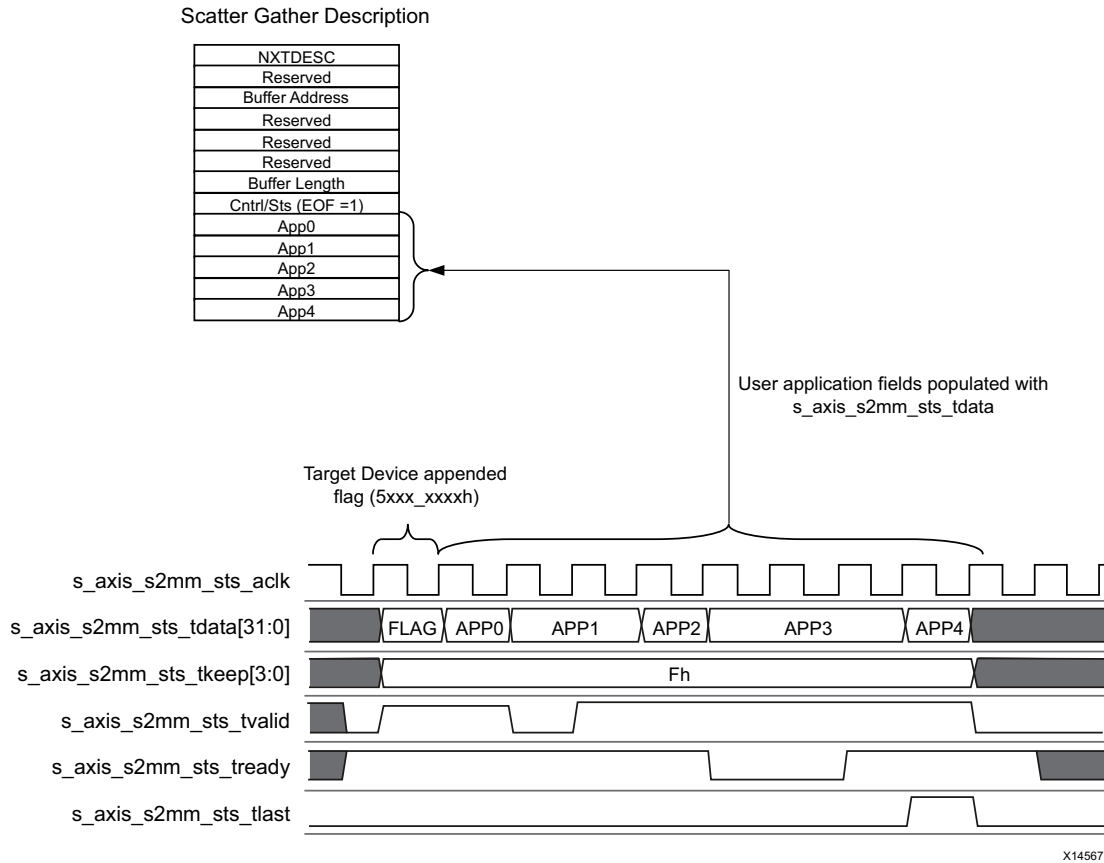 Scatter Gather Description
NXTDESC
Reserved
Buffer Address
Reserved
Reserved
Reserved
Buffer Length
Cntrl/Sts (EOF =1)
App0
App1
App2
App3
App4
User application fields populated with
s_axis_s2mm_sts_tdata
Target Device appended
flag (5xxx_xxxxh)
s_axis_s2mm_sts_aclk
s_axis_s2mm_sts_tdata[31:0]
FLAG APP0 APP1 APP2 APP3 APP4
s_axis_s2mm_sts_tkeep[3:0]
Fh
s_axis_s2mm_sts_tvalid
s_axis_s2mm_sts_tready
s_axis_s2mm_sts_tlast
X14567